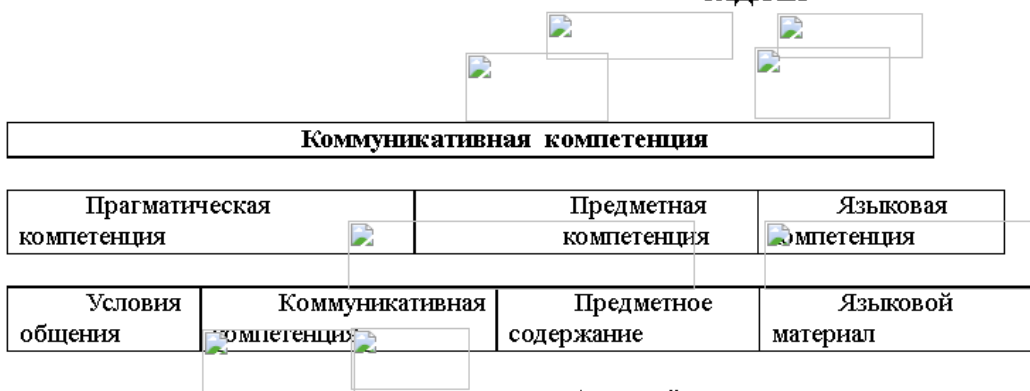 Коммуникативная компетенция
Прагматическая Предметная Языковая
компетенция компетенция компетенция
Условия Коммуникативная Предметное Языковой
общения компетенция содержание материал